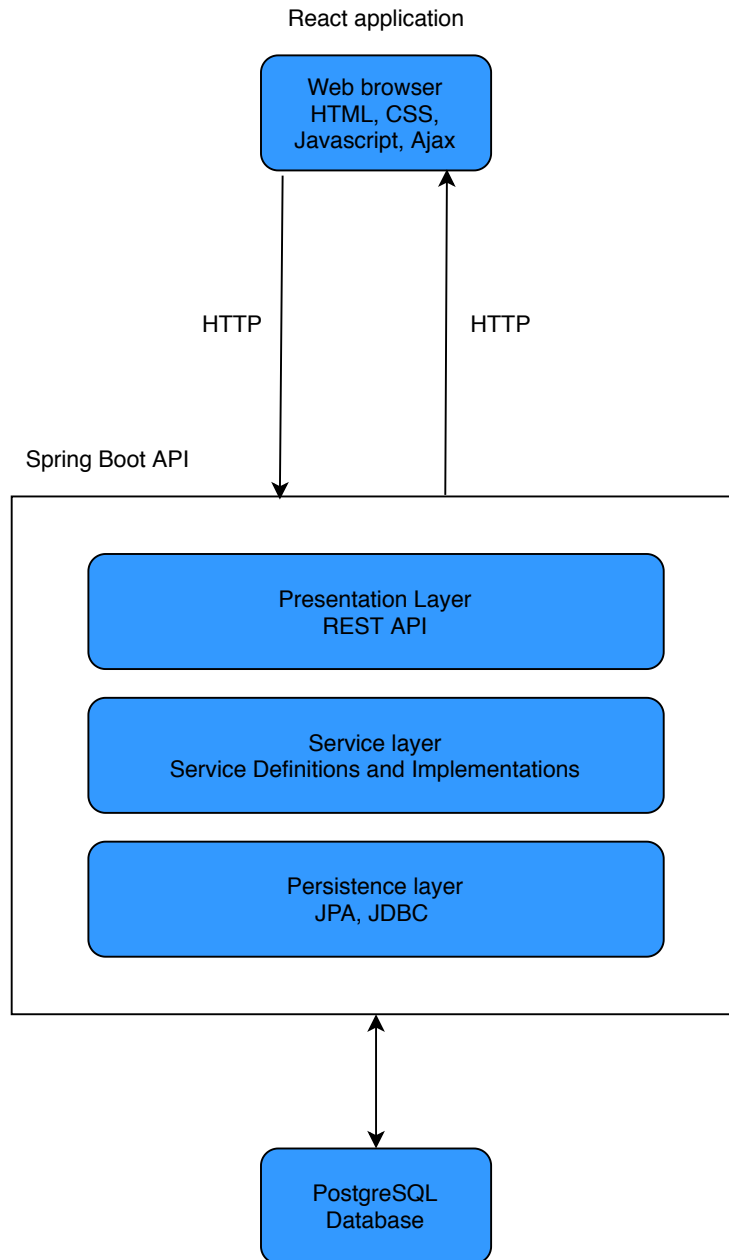 React application
Web browser
HTML, CSS,
Javascript, Ajax
HTTP
HTTP
Spring Boot API
Presentation Layer
REST API
Service layer
Service Definitions and Implementations
Persistence layer
JPA, JDBC
PostgreSQL
Database